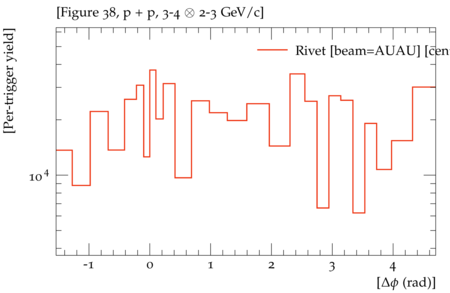 [Figure 38, p + p, 3-4 ⊗ 2-3 GeV/c]
Rivet [beam=AUAU] [cen
[Per-trigger yield]
10⁴
-1 0 1 2 3 4
[Δϕ (rad)]